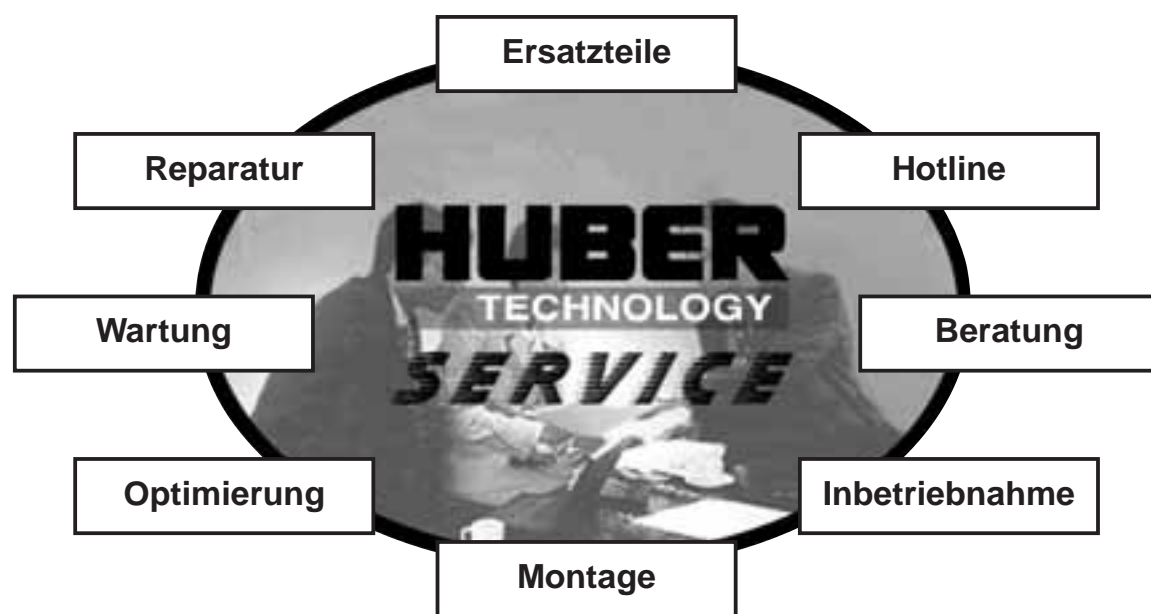 Ersatzteile
Reparatur
Hotline
HUBER
TECHNOLOGY
Wartung
Beratung
SERVICE
Optimierung
Inbetriebnahme
Montage